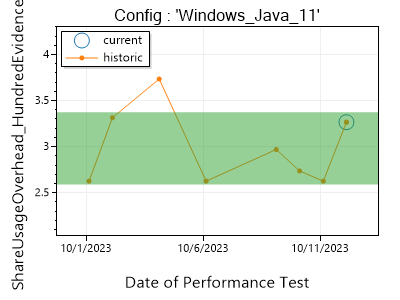 Config : 'Windows_Java_11'
current
historic
ShareUsageOverhead_HundredEvidence
4
3.5
3
2.5
10/1/2023
10/6/2023
10/11/2023
Date of Performance Test